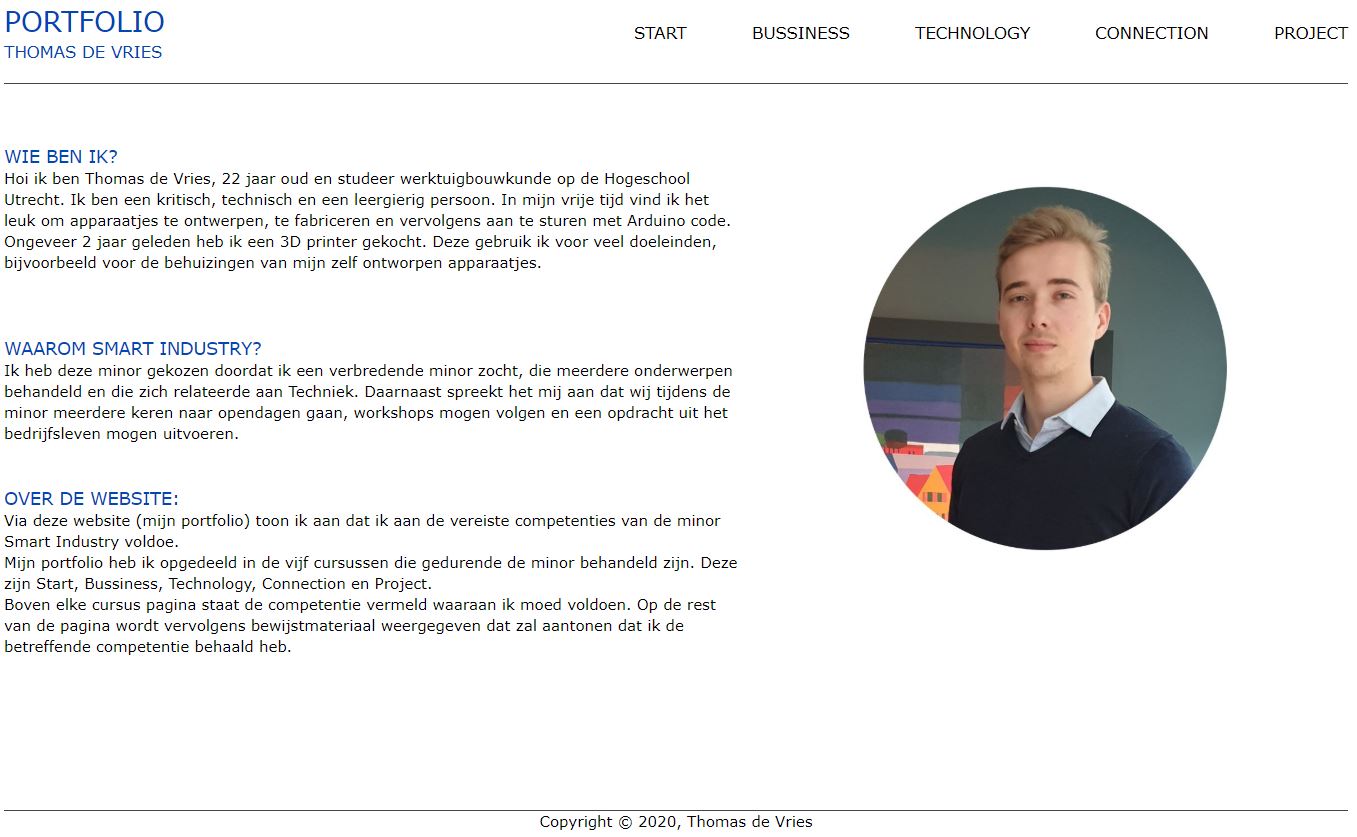 PORTFOLIO
THOMAS DE VRIES
START BUSSINESS TECHNOLOGY CONNECTION PROJECT
WIE BEN IK?
Hoi ik ben Thomas de Vries, 22 jaar oud en studeer werktuigbouwkunde op de Hogeschool
Utrecht. Ik ben een kritisch, technisch en een leergierig persoon. In mijn vrije tijd vind ik het
leuk om apparaatjes te ontwerpen, te fabriceren en vervolgens aan te sturen met Arduino code.
Ongeveer 2 jaar geleden heb ik een 3D printer gekocht. Deze gebruik ik voor veel doeleinden,
bijvoorbeeld voor de behuizingen van mijn zelf ontworpen apparaatjes.
WAAROM SMART INDUSTRY?
Ik heb deze minor gekozen doordat ik een verbredende minor zocht, die meerdere onderwerpen
behandeld en die zich relateerde aan Techniek. Daarnaast spreekt het mij aan dat wij tijdens de
minor meerdere keren naar opendagen gaan, workshops mogen volgen en een opdracht uit het
bedrijfsleven mogen uitvoeren.
OVER DE WEBSITE:
Via deze website (mijn portfolio) toon ik aan dat ik aan de vereiste competenties van de minor
Smart Industry voldoe.
Mijn portfolio heb ik opgedeeld in de vijf cursussen die gedurende de minor behandeld zijn. Deze
zijn Start, Bussiness, Technology, Connection en Project.
Boven elke cursus pagina staat de competentie vermeld waaraan ik moed voldoen. Op de rest
van de pagina wordt vervolgens bewijstmateriaal weergegeven dat zal aantonen dat ik de
betreffende competentie behaald heb.
Copyright © 2020, Thomas de Vries